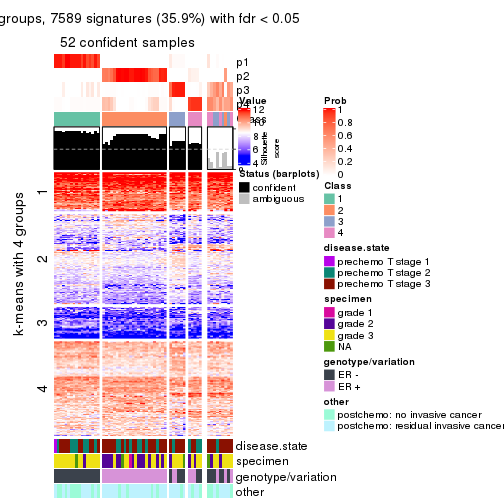 groups, 7589 signatures (35.9%) with fdr < 0.05
52 confident samples
p1
p2
p3
p4
Value
12
10
8
6
4
Silhouette
score
Prob
1
0.8
0.6
0.4
0.2
0
Status (barplots)
confident
ambiguous
Class
1
2
3
4
disease.state
prechemo T stage 1
prechemo T stage 2
prechemo T stage 3
specimen
grade 1
grade 2
grade 3
NA
genotype/variation
ER -
ER +
other
postchemo: no invasive cancer
postchemo: residual invasive cancer
k-means with 4 groups
1
2
3
4
disease.state
specimen
genotype/variation
other